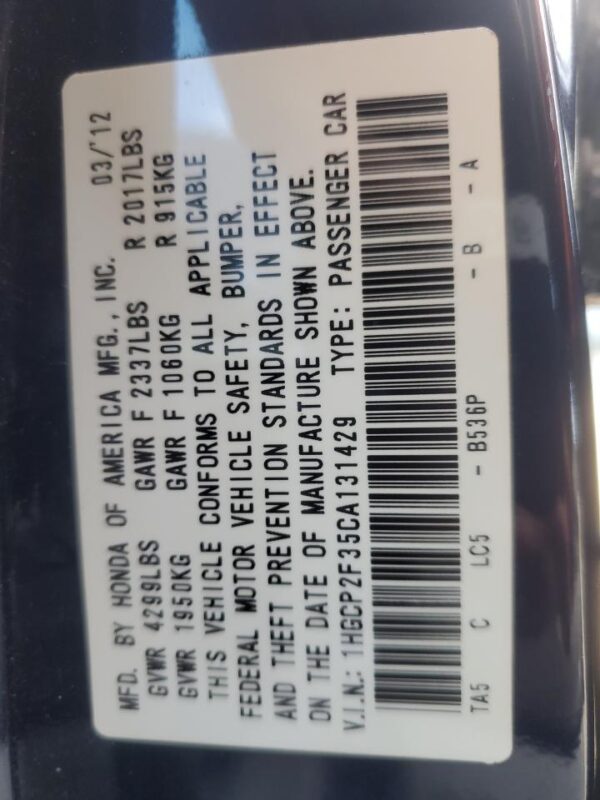 MFD. BY HONDA OF AMERICA MFG., INC. 03/'12
GVWR 4299LBS GAWR F 2337LBS R 2017LBS
GVWR 1950KG GAWR F 1060KG R 915KG
THIS VEHICLE CONFORMS TO ALL APPLICABLE
FEDERAL MOTOR VEHICLE SAFETY, BUMPER,
AND THEFT PREVENTION STANDARDS IN EFFECT
ON THE DATE OF MANUFACTURE SHOWN ABOVE.
V.I.N.: 1HGCP2F35CA131429 TYPE: PASSENGER CAR
TA5 C LC5 - B536P - B - A